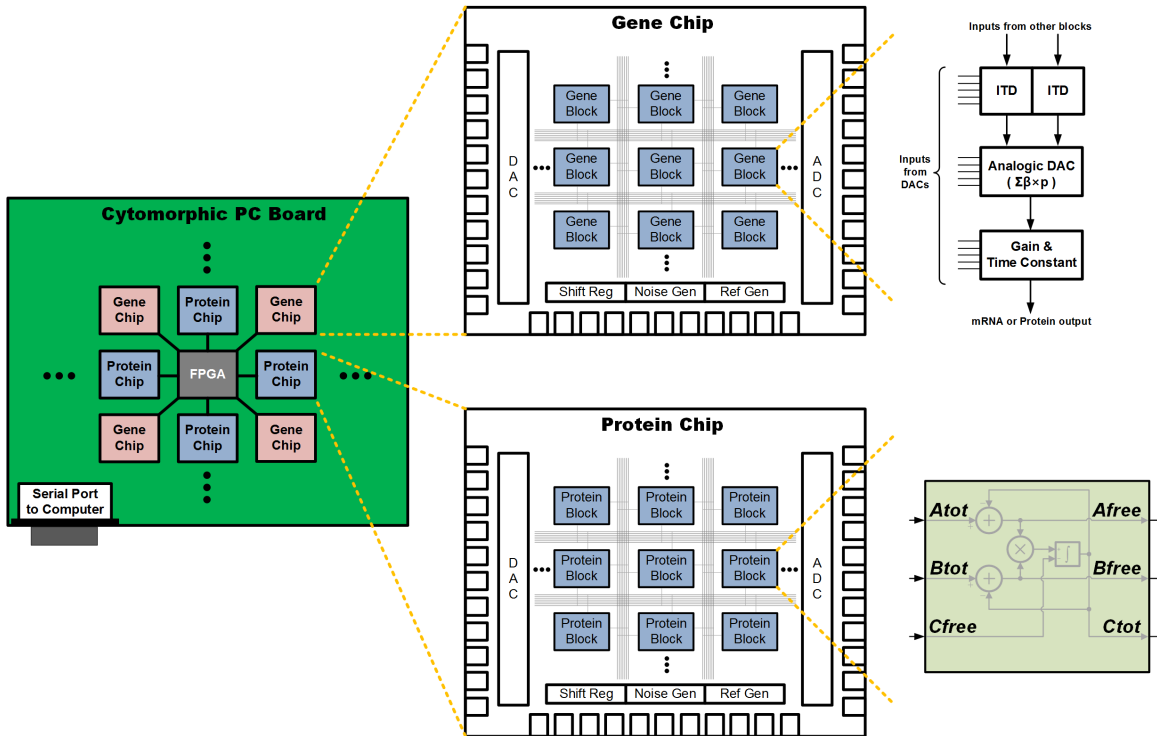 Cytomorphic PC Board
Gene
Chip
Protein
Chip
Gene
Chip
Protein
Chip
FPGA
Protein
Chip
Gene
Chip
Protein
Chip
Gene
Chip
Serial Port
to Computer
Gene Chip
D
A
C
Gene
Block
Gene
Block
Gene
Block
Gene
Block
Gene
Block
Gene
Block
Gene
Block
Gene
Block
Gene
Block
A
D
C
Shift Reg
Noise Gen
Ref Gen
Inputs from other blocks
ITD
ITD
Inputs
from
DACs
Analogic DAC
( Σβ×p )
Gain &
Time Constant
mRNA or Protein output
Protein Chip
D
A
C
Protein
Block
Protein
Block
Protein
Block
Protein
Block
Protein
Block
Protein
Block
Protein
Block
Protein
Block
Protein
Block
A
D
C
Shift Reg
Noise Gen
Ref Gen
Atot
Afree
Btot
Bfree
Cfree
Ctot
+
−
+
×
+
−
∫
+
+
−